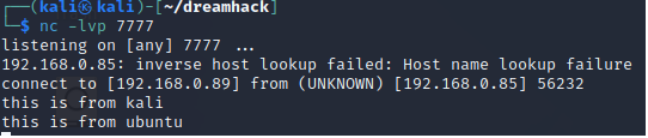 ┌──(kali㉿kali)-[~/dreamhack]
└─$ nc -lvp 7777
listening on [any] 7777 ...
192.168.0.85: inverse host lookup failed: Host name lookup failure
connect to [192.168.0.89] from (UNKNOWN) [192.168.0.85] 56232
this is from kali
this is from ubuntu